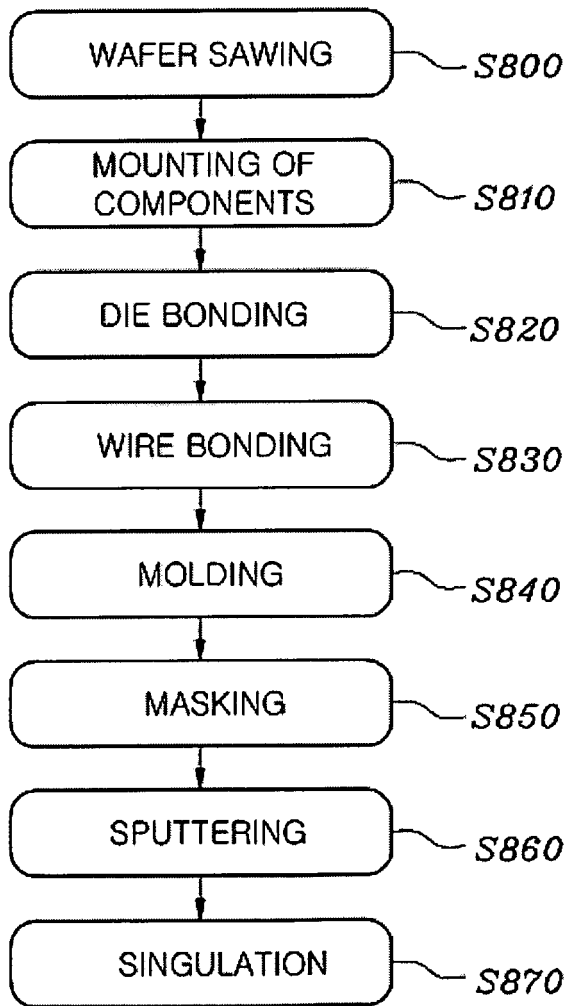 WAFER SAWING
S800
MOUNTING OF
COMPONENTS
S810
DIE BONDING
S820
WIRE BONDING
S830
MOLDING
S840
MASKING
S850
SPUTTERING
S860
SINGULATION
S870